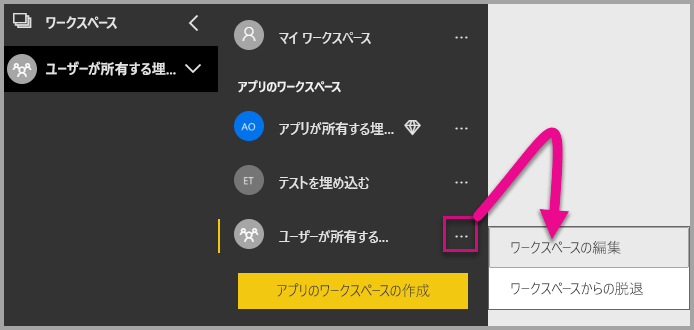 ワークスペース
ユーザーが所有する埋...
マイ ワークスペース
アプリのワークスペース
AO
アプリが所有する埋...
ET
テストを埋め込む
ユーザーが所有する...
アプリのワークスペースの作成
ワークスペースの編集
ワークスペースからの脱退